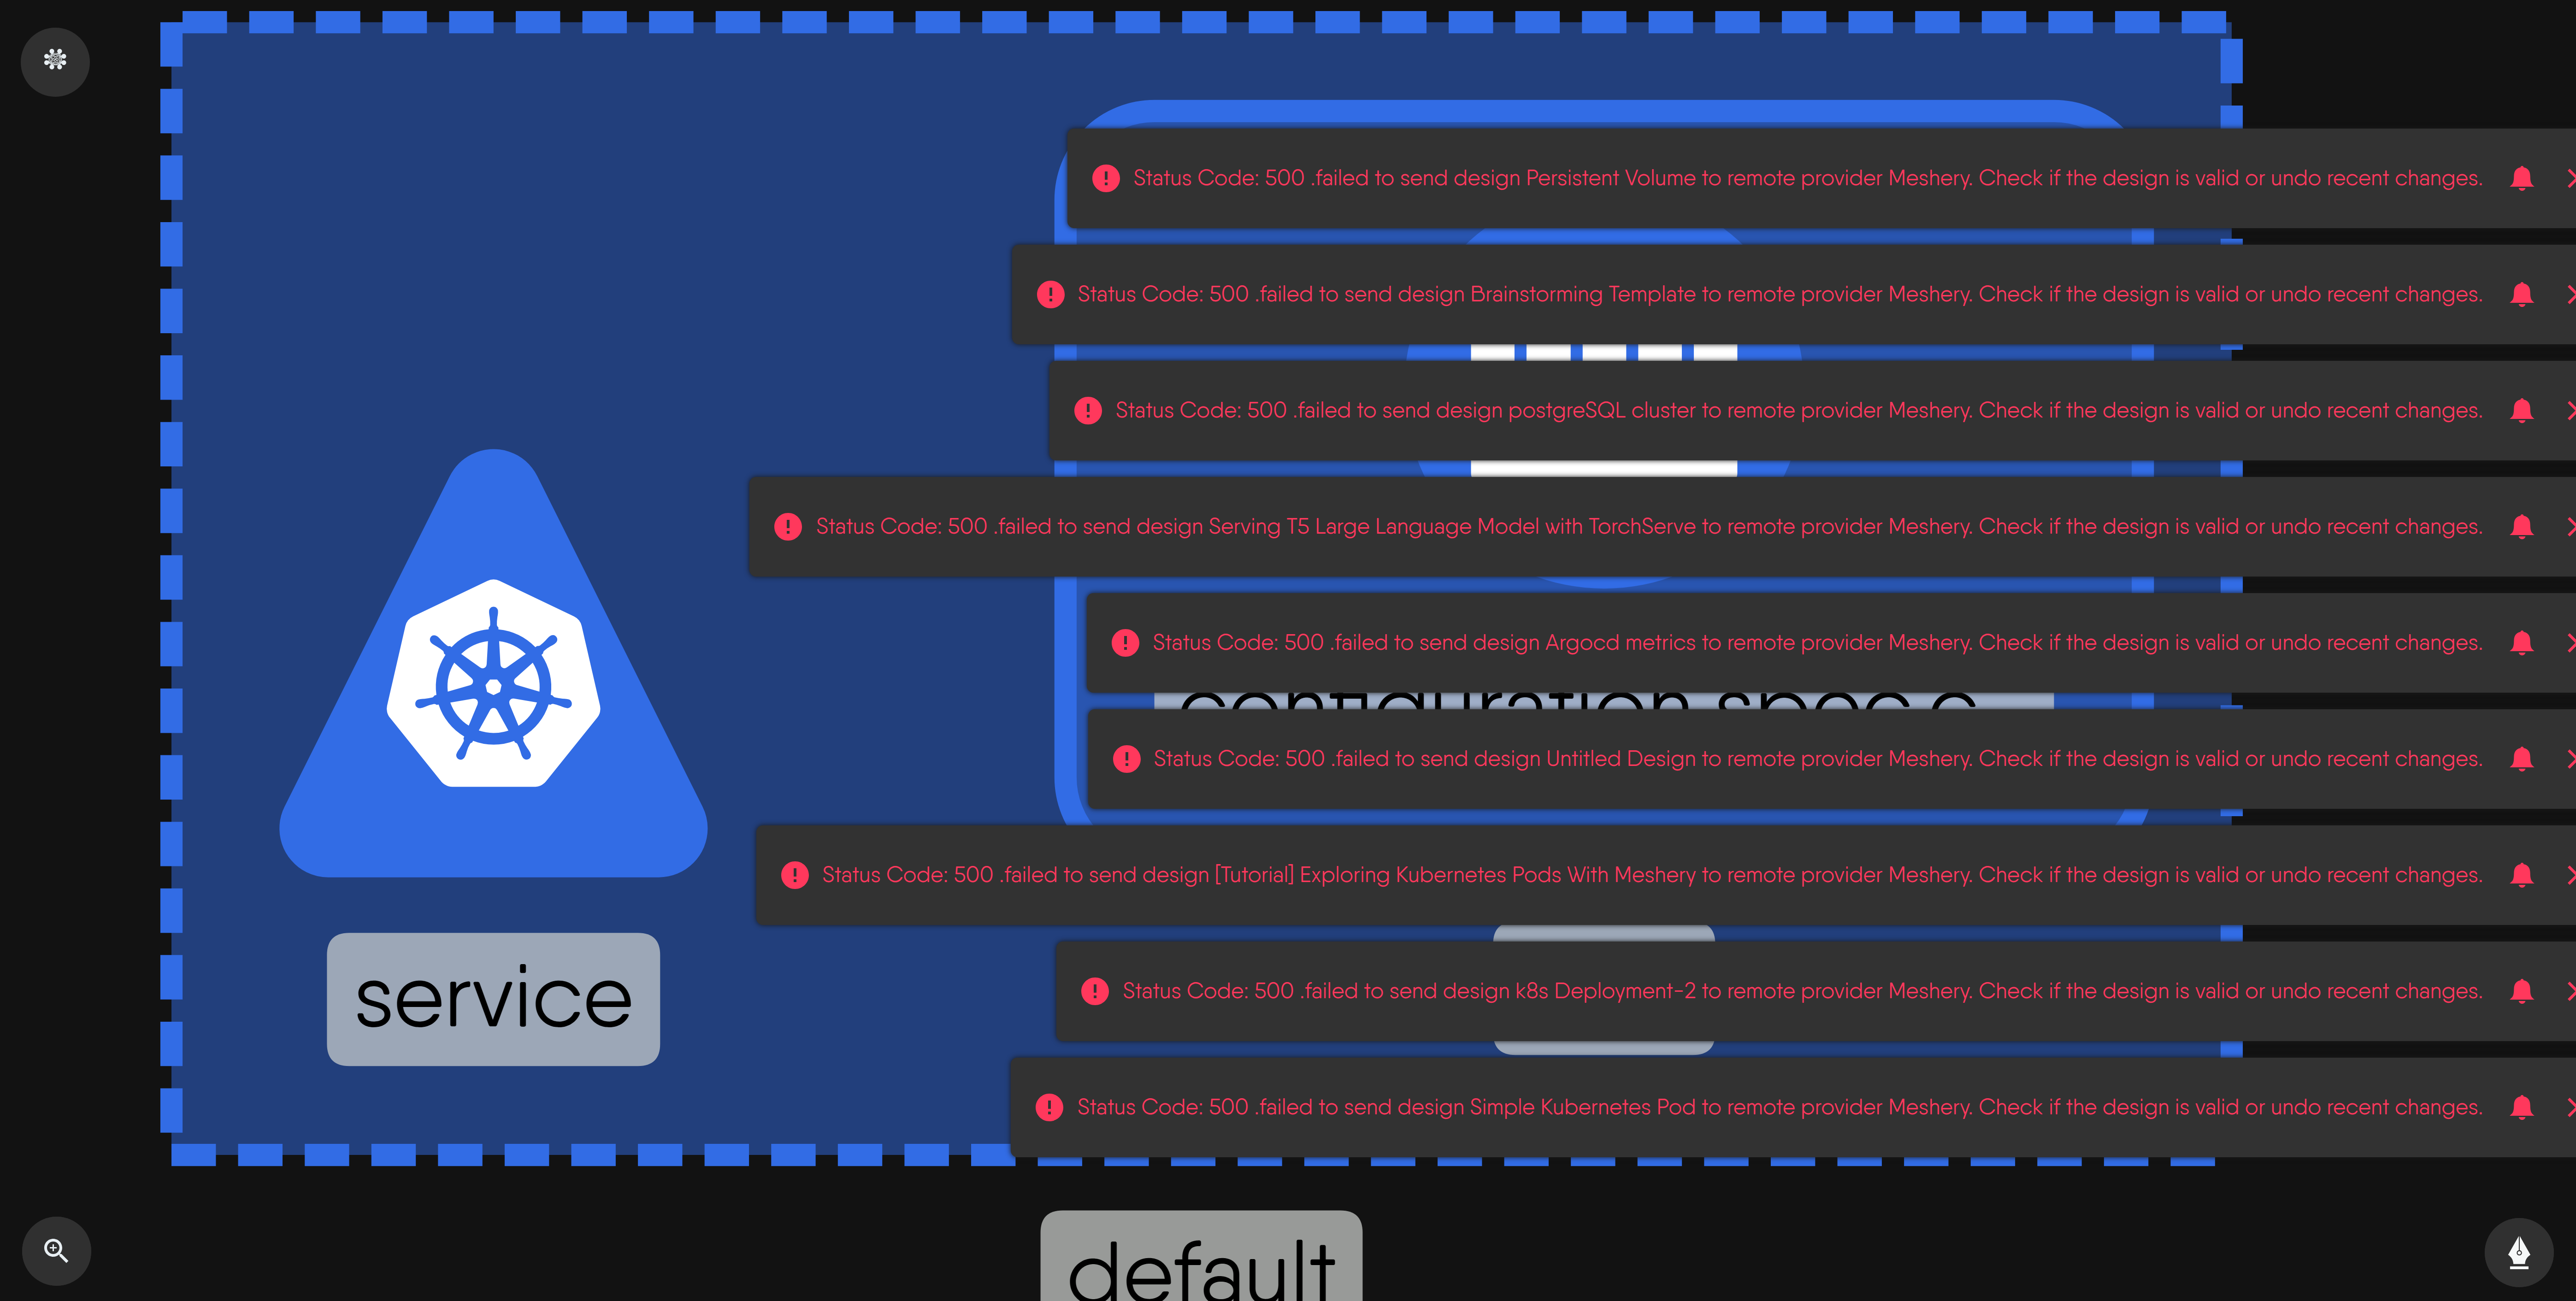 Status Code: 500 .failed to send design Persistent Volume to remote provider Meshery. Check if the design is valid or undo recent changes.
Status Code: 500 .failed to send design Brainstorming Template to remote provider Meshery. Check if the design is valid or undo recent changes.
Status Code: 500 .failed to send design postgreSQL cluster to remote provider Meshery. Check if the design is valid or undo recent changes.
Status Code: 500 .failed to send design Serving T5 Large Language Model with TorchServe to remote provider Meshery. Check if the design is valid or undo recent changes.
Status Code: 500 .failed to send design Argocd metrics to remote provider Meshery. Check if the design is valid or undo recent changes.
configuration spec
Status Code: 500 .failed to send design Untitled Design to remote provider Meshery. Check if the design is valid or undo recent changes.
Status Code: 500 .failed to send design [Tutorial] Exploring Kubernetes Pods With Meshery to remote provider Meshery. Check if the design is valid or undo recent changes.
Status Code: 500 .failed to send design k8s Deployment-2 to remote provider Meshery. Check if the design is valid or undo recent changes.
service
Status Code: 500 .failed to send design Simple Kubernetes Pod to remote provider Meshery. Check if the design is valid or undo recent changes.
default